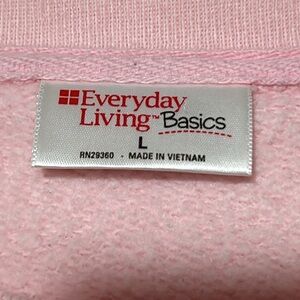 Everyday
Living™ Basics
L
RN29360 · MADE IN VIETNAM